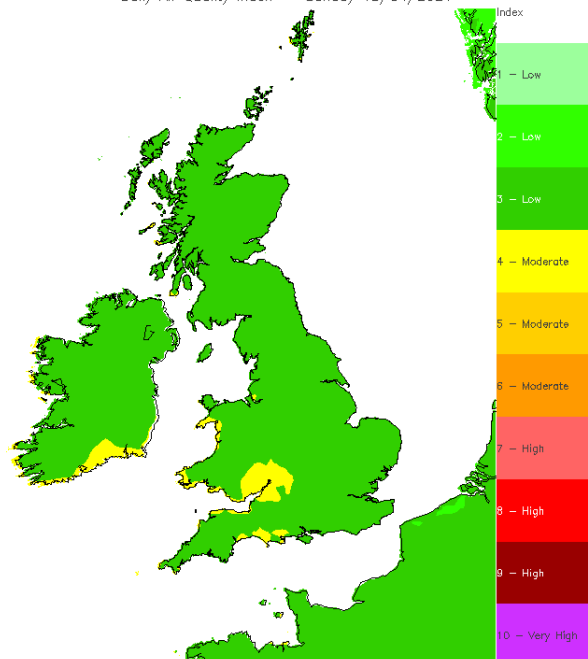 Index
1 - Low
2 - Low
3 - Low
4 - Moderate
5 - Moderate
6 - Moderate
7 - High
8 - High
9 - High
10 - Very High